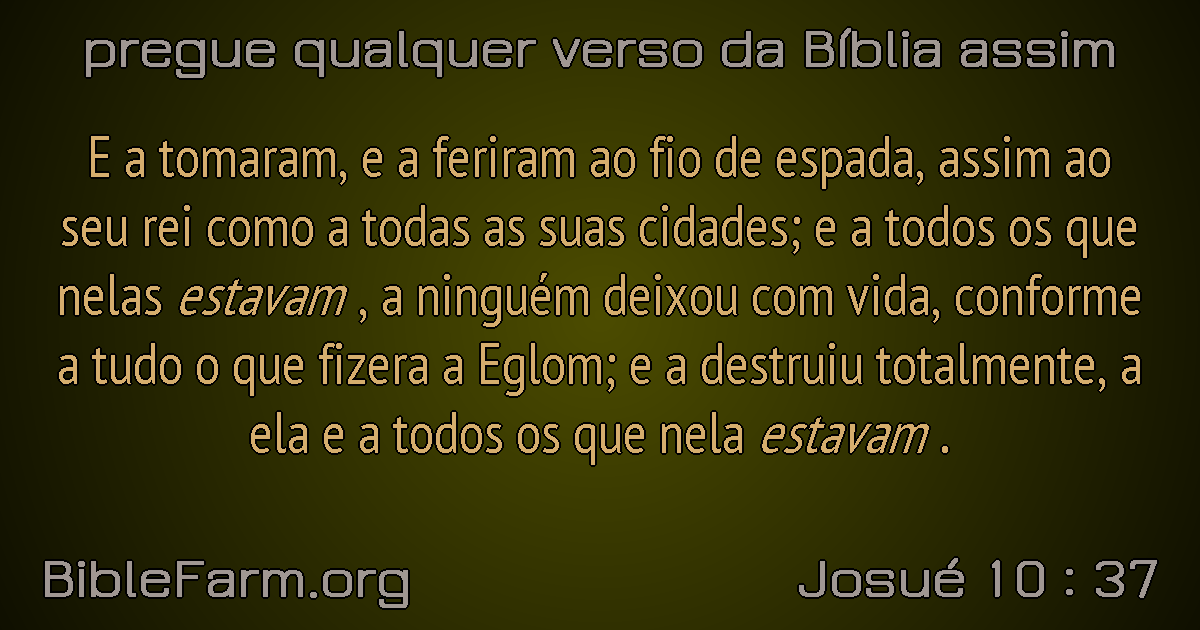 pregue qualquer verso da Bíblia assim
E a tomaram, e a feriram ao fio de espada, assim ao
seu rei como a todas as suas cidades; e a todos os que
nelas estavam , a ninguém deixou com vida, conforme
a tudo o que fizera a Eglom; e a destruiu totalmente, a
ela e a todos os que nela estavam .
BibleFarm.org
Josué 10 : 37